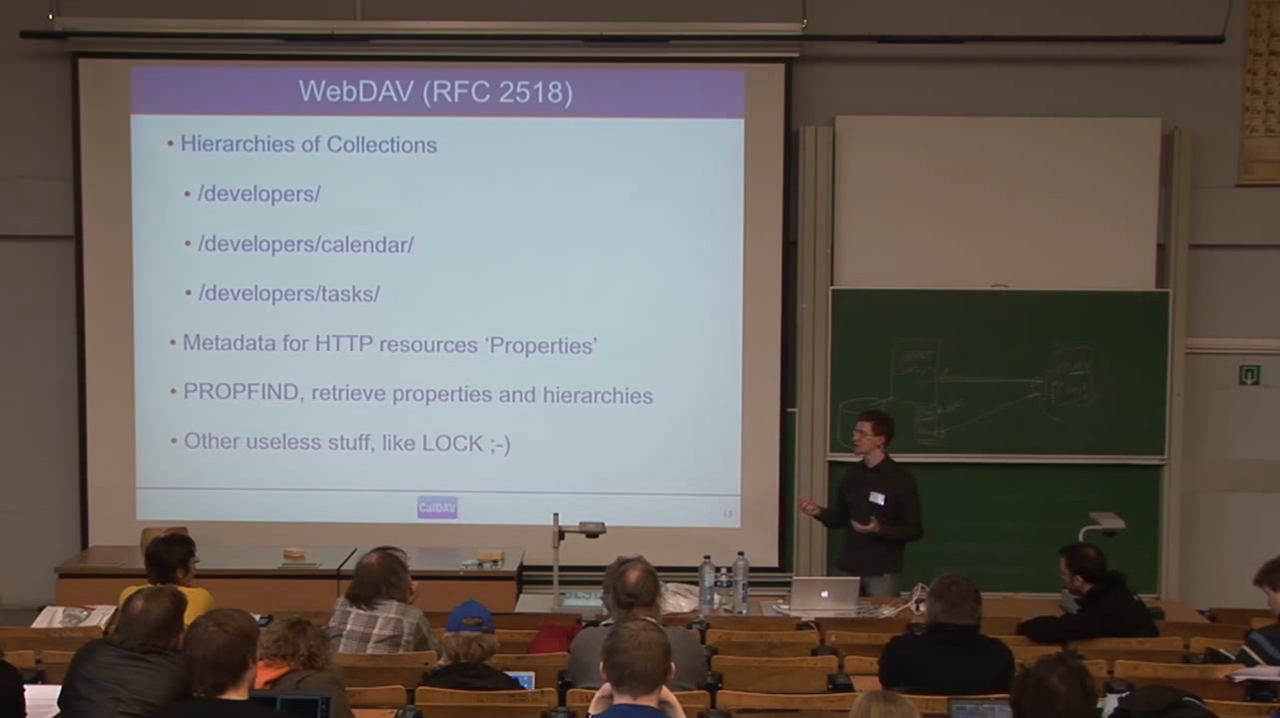 WebDAV (RFC 2518)
• Hierarchies of Collections
• /developers/
• /developers/calendar/
• /developers/tasks/
• Metadata for HTTP resources ‘Properties’
• PROPFIND, retrieve properties and hierarchies
• Other useless stuff, like LOCK ;-)
CalDAV
13